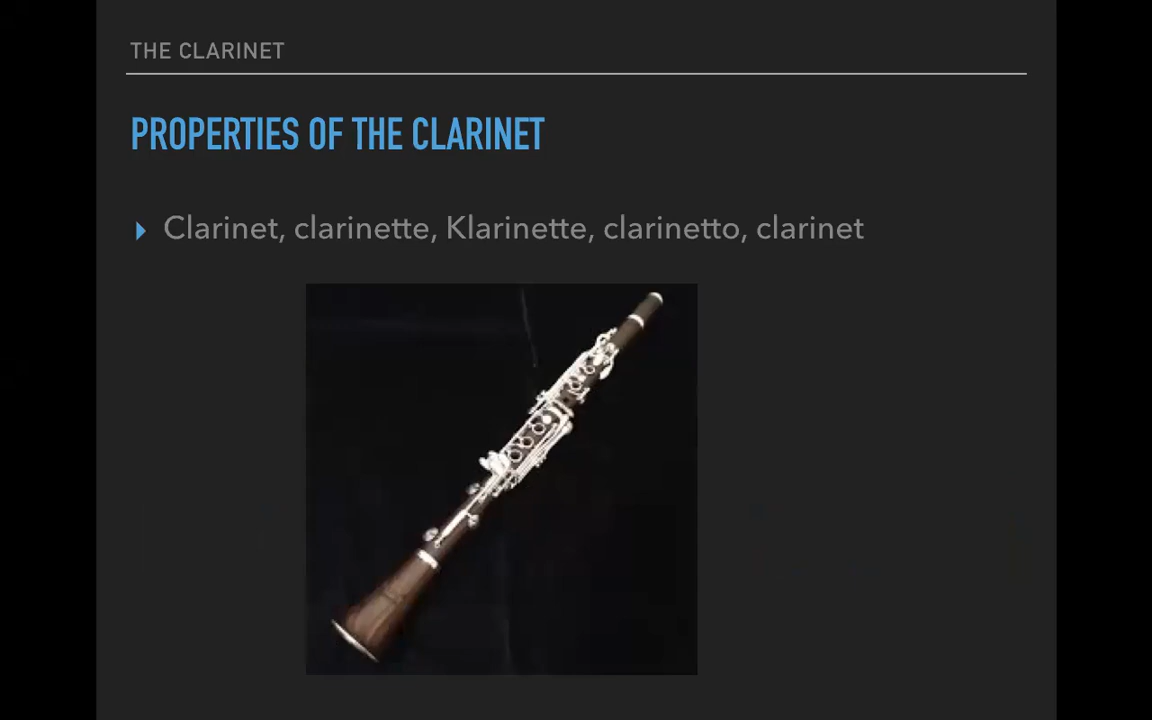 THE CLARINET
PROPERTIES OF THE CLARINET
Clarinet, clarinette, Klarinette, clarinetto, clarinet